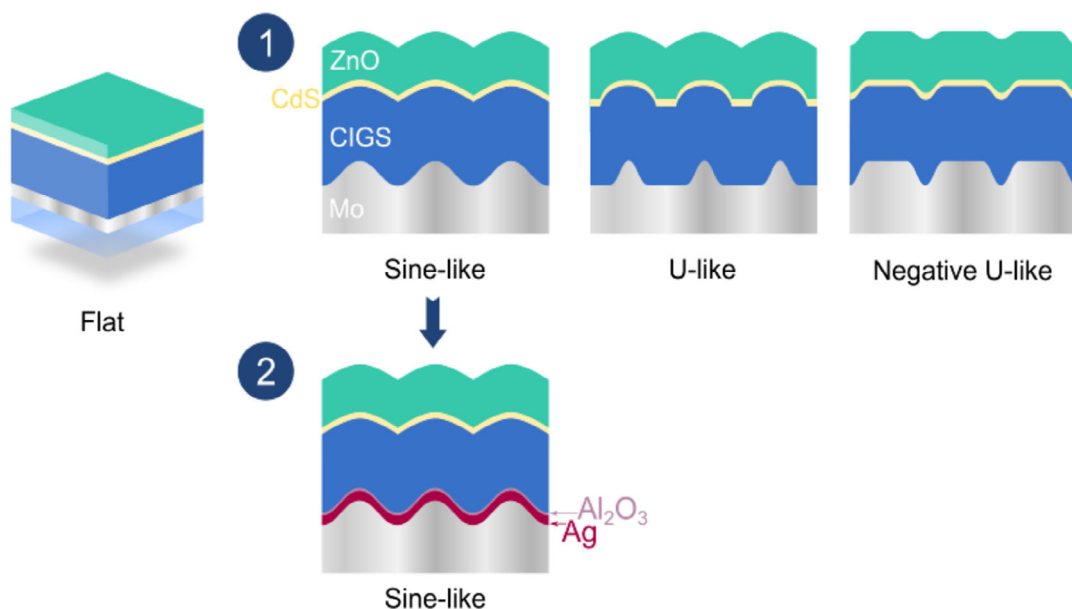 1
ZnO
CdS
CIGS
Mo
Flat
Sine-like
U-like
Negative U-like
2
Al₂O₃
Ag
Sine-like